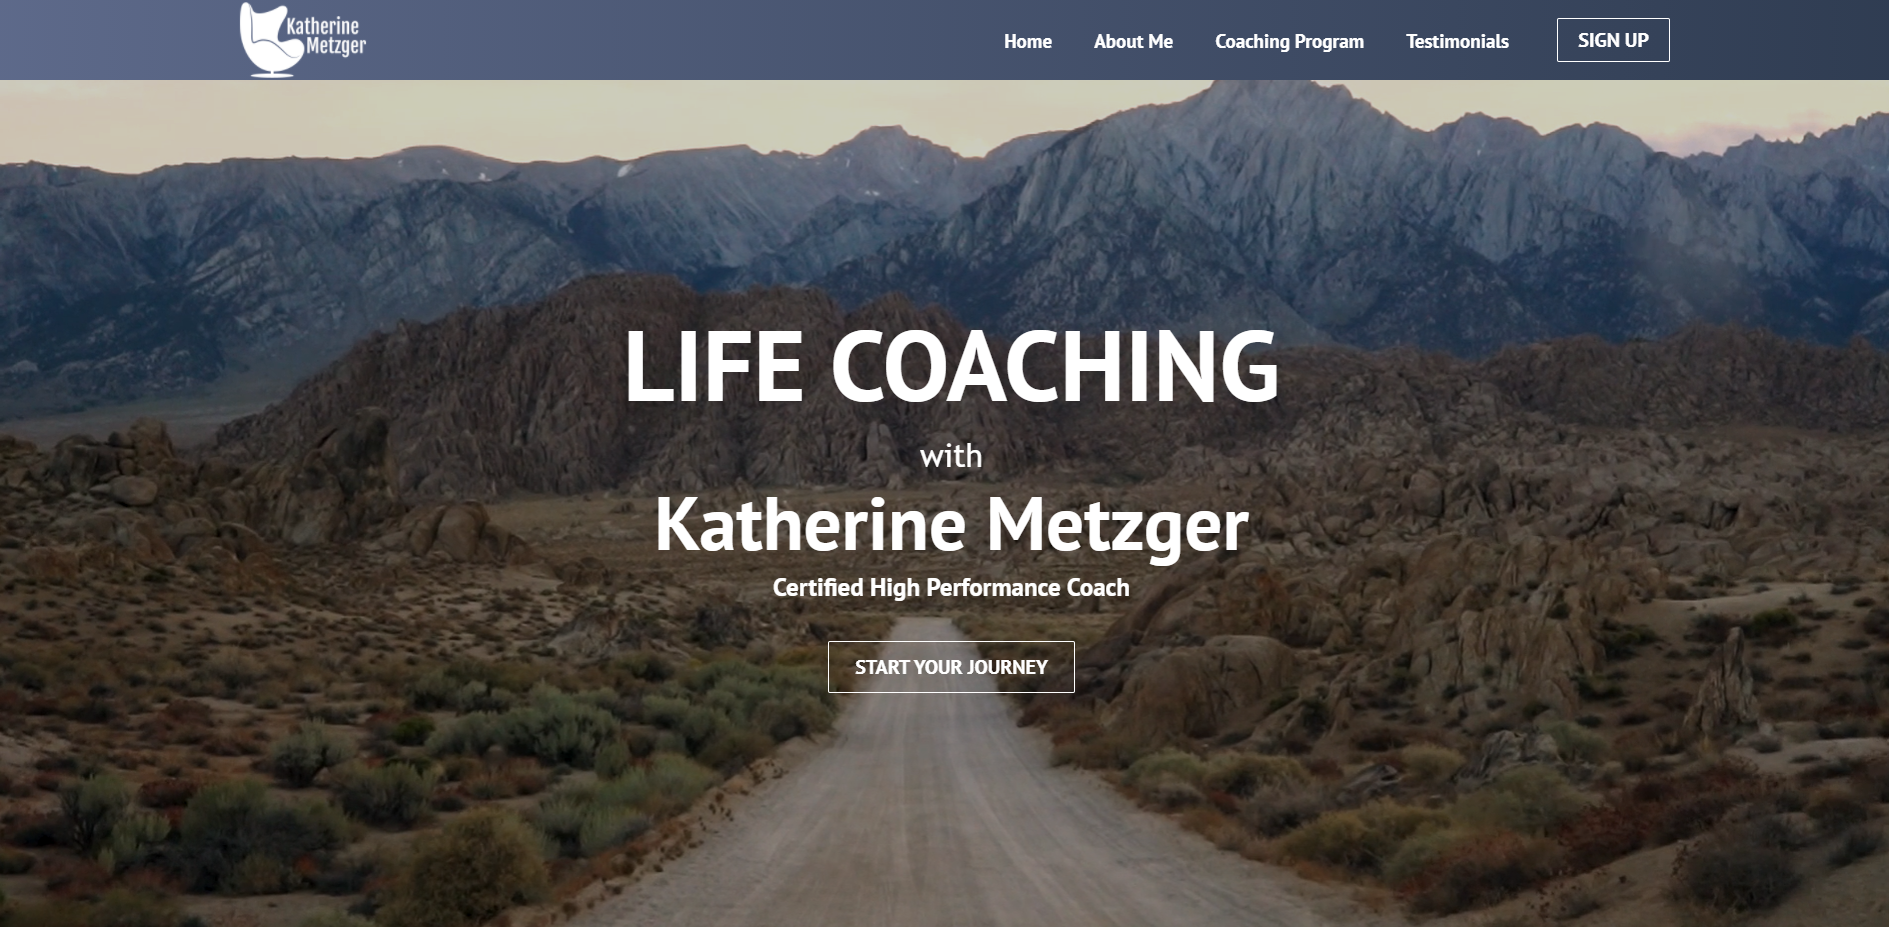 Katherine
Metzger
Home
About Me
Coaching Program
Testimonials
SIGN UP
LIFE COACHING
with
Katherine Metzger
Certified High Performance Coach
START YOUR JOURNEY